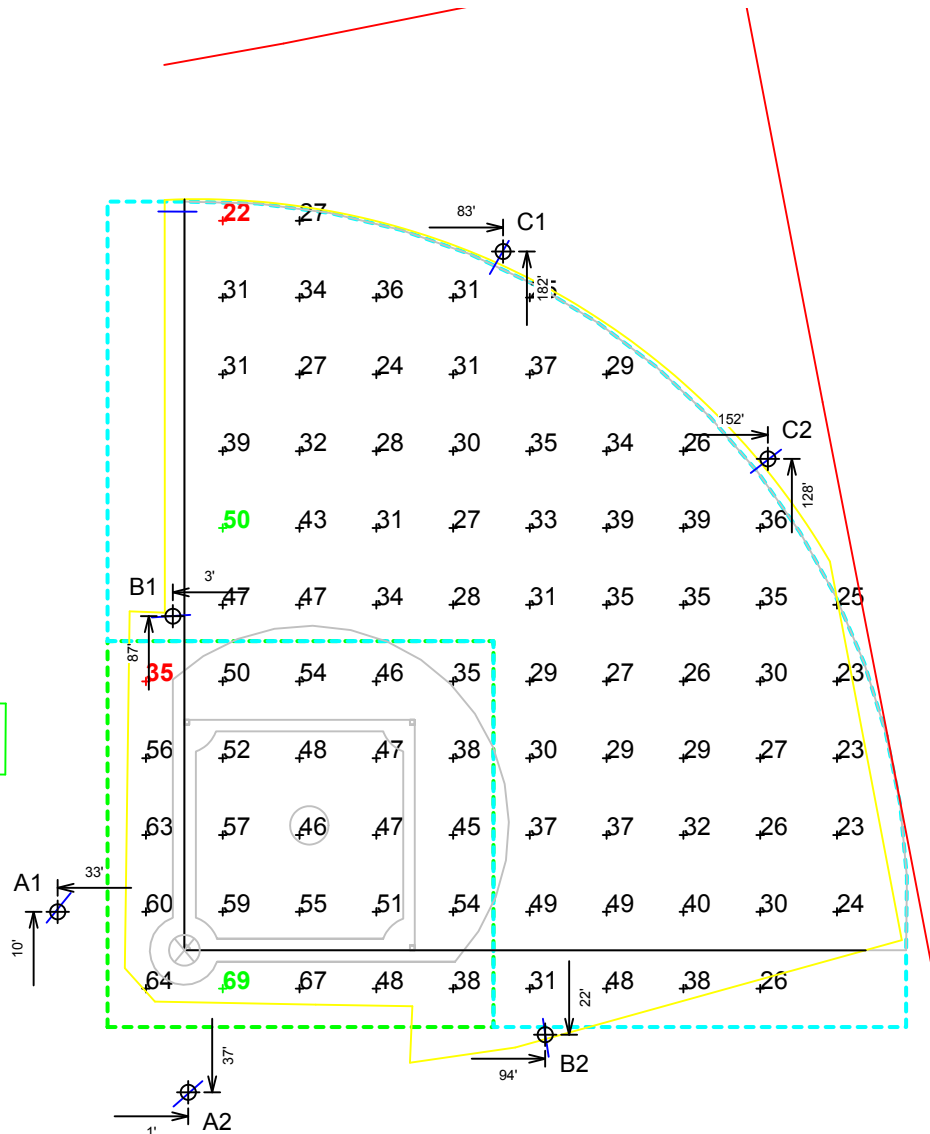 22 27
83' C1
31 34 36 31
182'
31 27 24 31 37 29
152' C2
39 32 28 30 35 34 26
128'
50 43 31 27 33 39 39 36
B1 3'
47 47 34 28 31 35 35 35 25
87'
35 50 54 46 35 29 27 26 30 23
56 52 48 47 38 30 29 29 27 23
63 57 46 47 45 37 37 32 26 23
A1 33'
60 59 55 51 54 49 49 40 30 24
10'
64 69 67 48 38 31 48 38 26
22'
37'
94' B2
1' A2